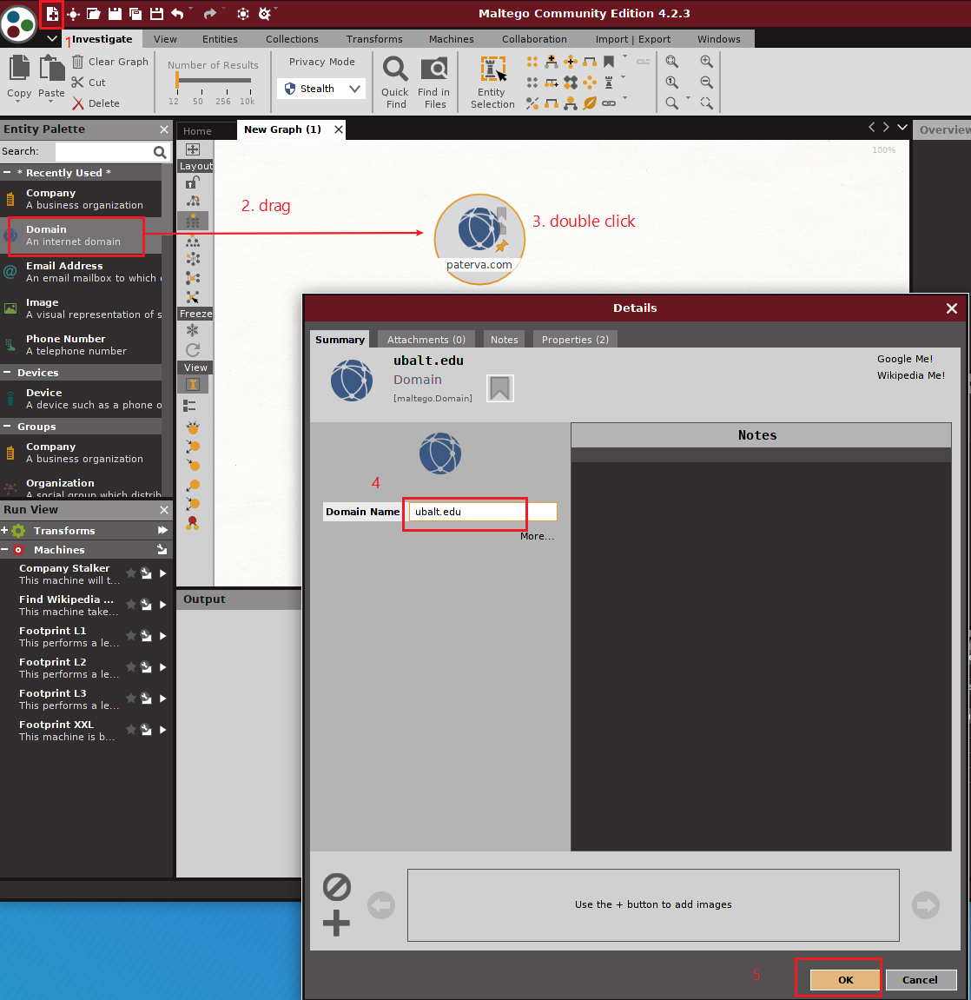 Maltego Community Edition 4.2.3
1
Investigate View Entities Collections Transforms Machines Collaboration Import | Export Windows
Copy
Paste
Clear Graph
Cut
Delete
Number of Results
12 50 256 10k
Privacy Mode
Stealth
Quick
Find
Find in
Files
Entity
Selection
Entity Palette
Search:
* Recently Used *
Company
A business organization
Domain
An internet domain
Email Address
An email mailbox to which
Image
A visual representation of s
Phone Number
A telephone number
Devices
Device
A device such as a phone o
Groups
Company
A business organization
Organization
A social group which distrib
Run View
Transforms
Machines
Company Stalker
This machine will t...
Find Wikipedia ...
This machine take...
Footprint L1
This performs a le...
Footprint L2
This performs a le...
Footprint L3
This performs a le...
Footprint XXL
This machine is b...
Home New Graph (1)
Overview
Layout
Freeze
View
100%
2. drag
3. double click
paterva.com
Output
Details
Summary Attachments (0) Notes Properties (2)
ubalt.edu
Domain
[maltego.Domain]
Google Me!
Wikipedia Me!
4
Domain Name ubalt.edu
More...
Notes
Use the + button to add images
5
OK Cancel